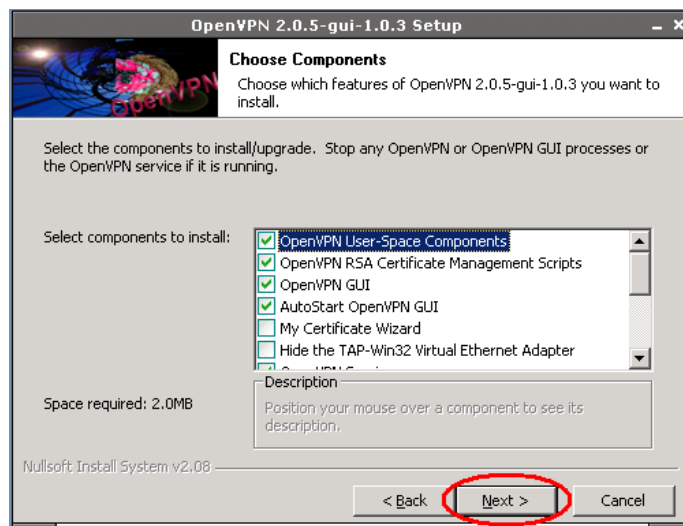 OpenVPN 2.0.5-gui-1.0.3 Setup
OpenVPN
Choose Components
Choose which features of OpenVPN 2.0.5-gui-1.0.3 you want to
install.
Select the components to install/upgrade.  Stop any OpenVPN or OpenVPN GUI processes or
the OpenVPN service if it is running.
Select components to install:
OpenVPN User-Space Components
OpenVPN RSA Certificate Management Scripts
OpenVPN GUI
AutoStart OpenVPN GUI
My Certificate Wizard
Hide the TAP-Win32 Virtual Ethernet Adapter
Space required: 2.0MB
Description
Position your mouse over a component to see its
description.
Nullsoft Install System v2.08
< Back
Next >
Cancel